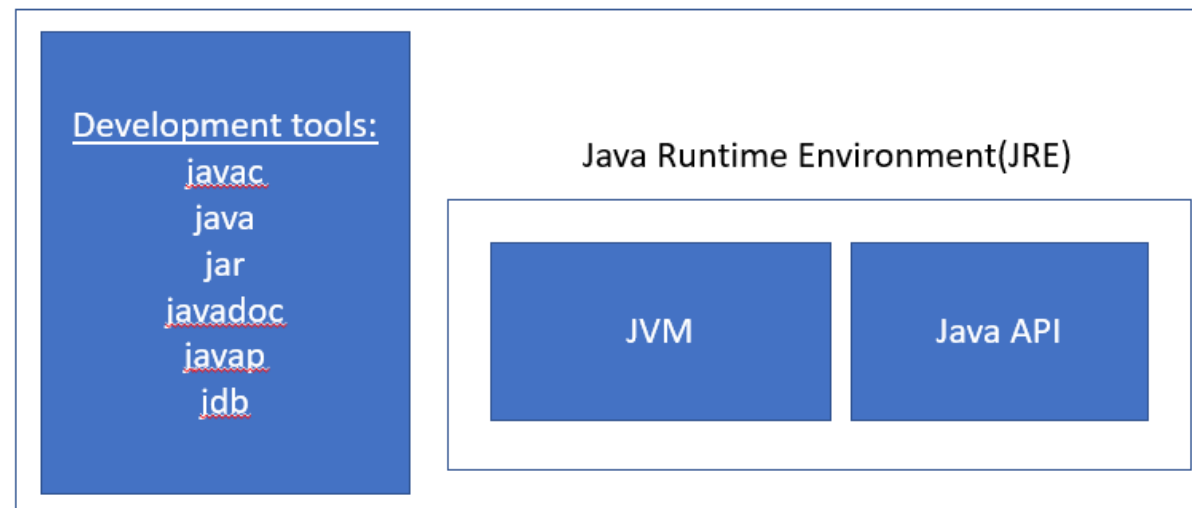 Development tools:
javac
java
jar
javadoc
javap
jdb
Java Runtime Environment(JRE)
JVM
Java API